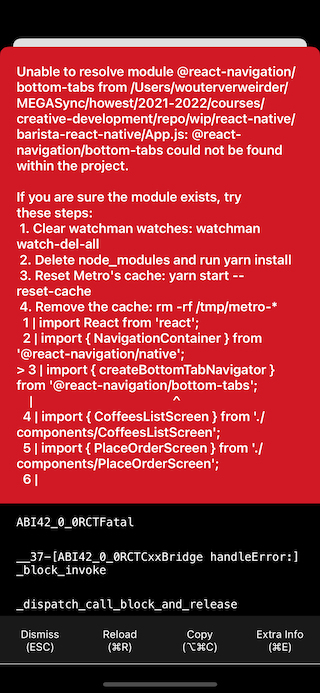 Unable to resolve module @react-navigation/
bottom-tabs from /Users/wouterverweirder/
MEGASync/howest/2021-2022/courses/
creative-development/repo/wip/react-native/
barista-react-native/App.js: @react-
navigation/bottom-tabs could not be found
within the project.
If you are sure the module exists, try
these steps:
1. Clear watchman watches: watchman
watch-del-all
2. Delete node_modules and run yarn install
3. Reset Metro's cache: yarn start --
reset-cache
4. Remove the cache: rm -rf /tmp/metro-*
1 | import React from 'react';
2 | import { NavigationContainer } from
'@react-navigation/native';
> 3 | import { createBottomTabNavigator }
from '@react-navigation/bottom-tabs';
| ^
4 | import { CoffeesListScreen } from './
components/CoffeesListScreen';
5 | import { PlaceOrderScreen } from './
components/PlaceOrderScreen';
6 |
ABI42_0_0RCTFatal
__37-[ABI42_0_0RCTCxxBridge handleError:]
_block_invoke
_dispatch_call_block_and_release
Dismiss Reload Copy Extra Info
(ESC) (⌘R) (⌥⌘C) (⌘E)